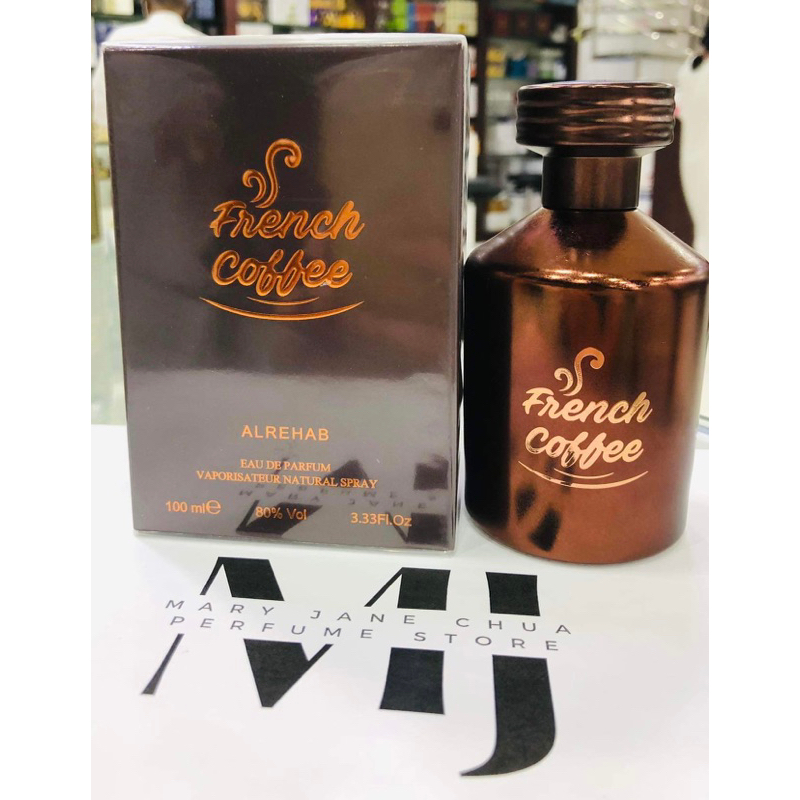 French
Coffee
ALREHAB
EAU DE PARFUM
VAPORISATEUR NATURAL SPRAY
100 ml℮ 80% Vol 3.33Fl.Oz
French
Coffee
MJ
MARY JANE CHUA
PERFUME STORE